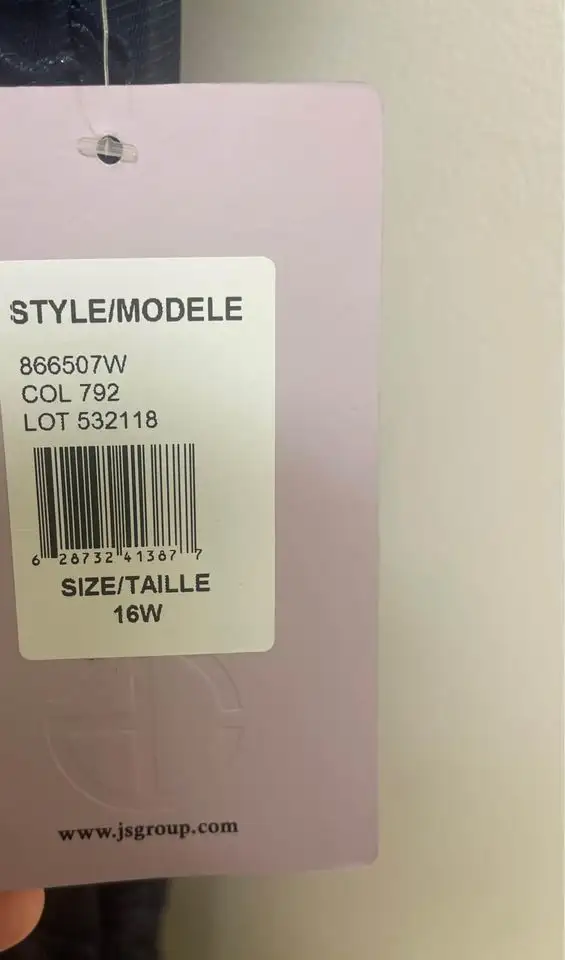 STYLE/MODELE
866507W
COL 792
LOT 532118
6 28732 41387 7
SIZE/TAILLE
16W
www.jsgroup.com